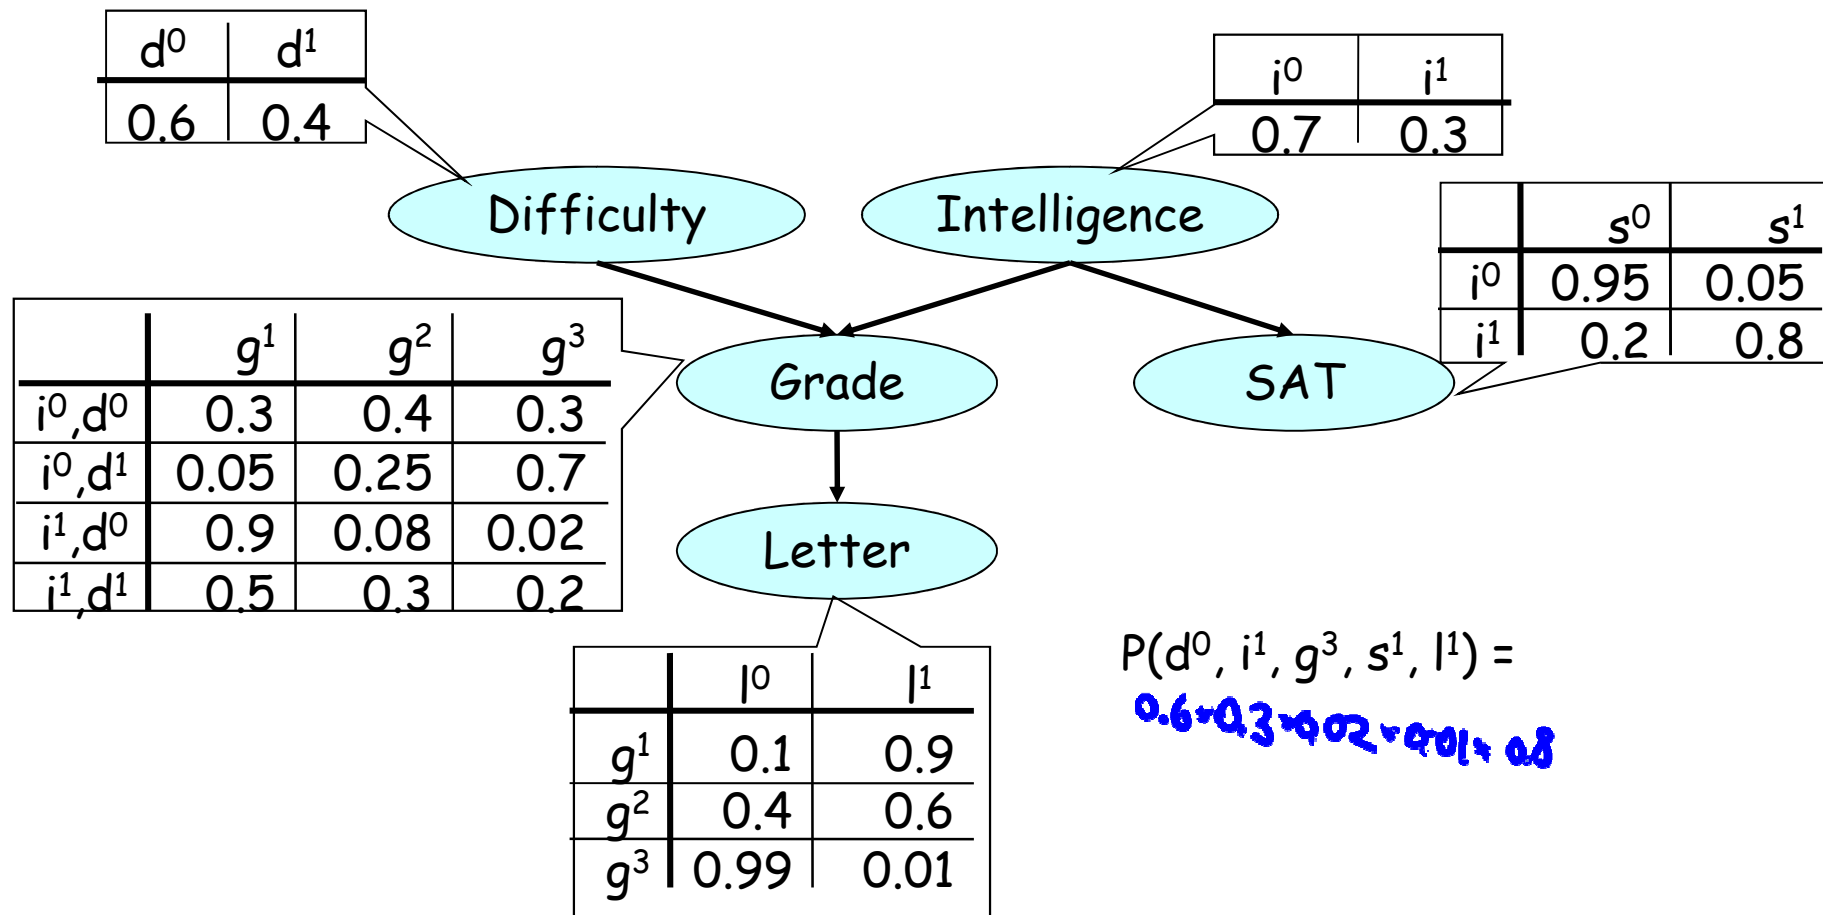 d⁰ d¹
0.6 0.4
i⁰ i¹
0.7 0.3
Difficulty
Intelligence
s⁰ s¹
i⁰ 0.95 0.05
i¹ 0.2 0.8
g¹ g² g³
i⁰,d⁰ 0.3 0.4 0.3
i⁰,d¹ 0.05 0.25 0.7
i¹,d⁰ 0.9 0.08 0.02
i¹,d¹ 0.5 0.3 0.2
Grade
SAT
Letter
l⁰ l¹
g¹ 0.1 0.9
g² 0.4 0.6
g³ 0.99 0.01
P(d⁰, i¹, g³, s¹, l¹) =
0.6*0.3*0.02*0.01*0.8